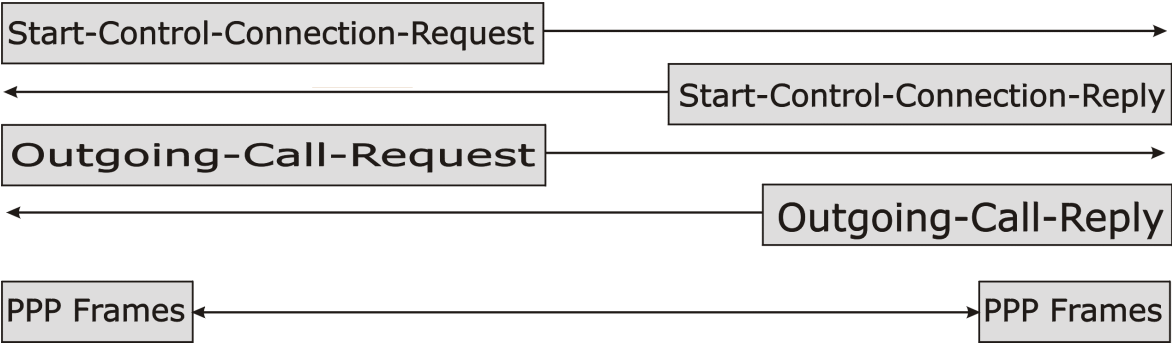 Start-Control-Connection-Request
Start-Control-Connection-Reply
Outgoing-Call-Request
Outgoing-Call-Reply
PPP Frames
PPP Frames